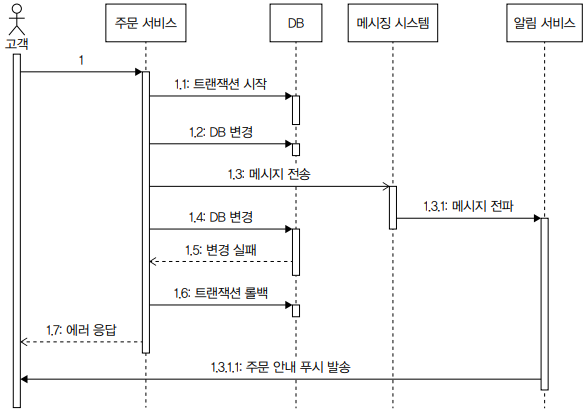 주문 서비스
DB
메시징 시스템
알림 서비스
고객
1
1.1: 트랜잭션 시작
1.2: DB 변경
1.3: 메시지 전송
1.3.1: 메시지 전파
1.4: DB 변경
1.5: 변경 실패
1.6: 트랜잭션 롤백
1.7: 에러 응답
1.3.1.1: 주문 안내 푸시 발송